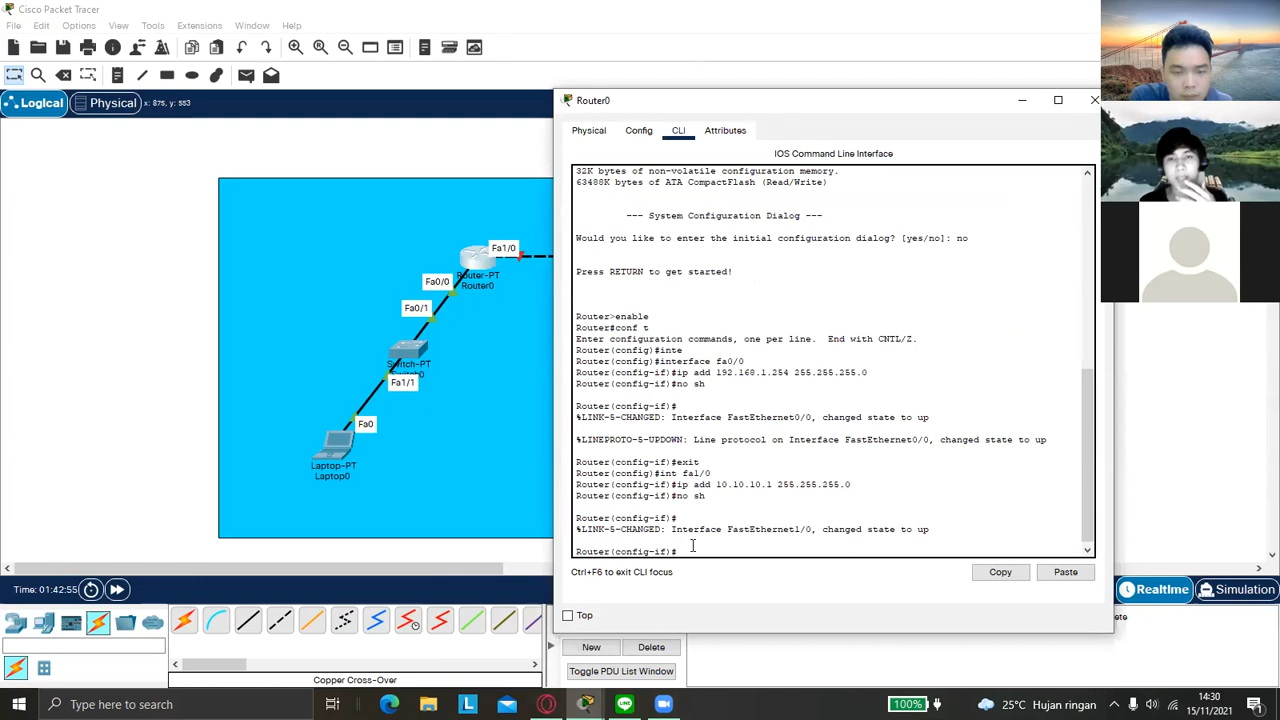 Cisco Packet Tracer
File Edit Options View Tools Extensions Window Help
Logical Physical x: 875, y: 553
Router0
Physical Config CLI Attributes
IOS Command Line Interface
32K bytes of non-volatile configuration memory.
63488K bytes of ATA CompactFlash (Read/Write)
--- System Configuration Dialog ---
Would you like to enter the initial configuration dialog? [yes/no]: no
Press RETURN to get started!
Router>enable
Router#conf t
Enter configuration commands, one per line. End with CNTL/Z.
Router(config)#inte
Router(config)#interface fa0/0
Router(config-if)#ip add 192.168.1.254 255.255.255.0
Router(config-if)#no sh
Router(config-if)#
%LINK-5-CHANGED: Interface FastEthernet0/0, changed state to up
%LINEPROTO-5-UPDOWN: Line protocol on Interface FastEthernet0/0, changed state to up
Router(config-if)#exit
Router(config)#int fa1/0
Router(config-if)#ip add 10.10.10.1 255.255.255.0
Router(config-if)#no sh
Router(config-if)#
%LINK-5-CHANGED: Interface FastEthernet1/0, changed state to up
Router(config-if)#
Ctrl+F6 to exit CLI focus
Copy Paste
Top
Fa1/0
Router-PT
Router0
Fa0/0
Fa0/1
Switch-PT
Switch0
Fa1/1
Fa0
Laptop-PT
Laptop0
Time: 01:42:55
Realtime Simulation
New Delete
Toggle PDU List Window
Copper Cross-Over
Type here to search
100%
25°C Hujan ringan
14:30
15/11/2021